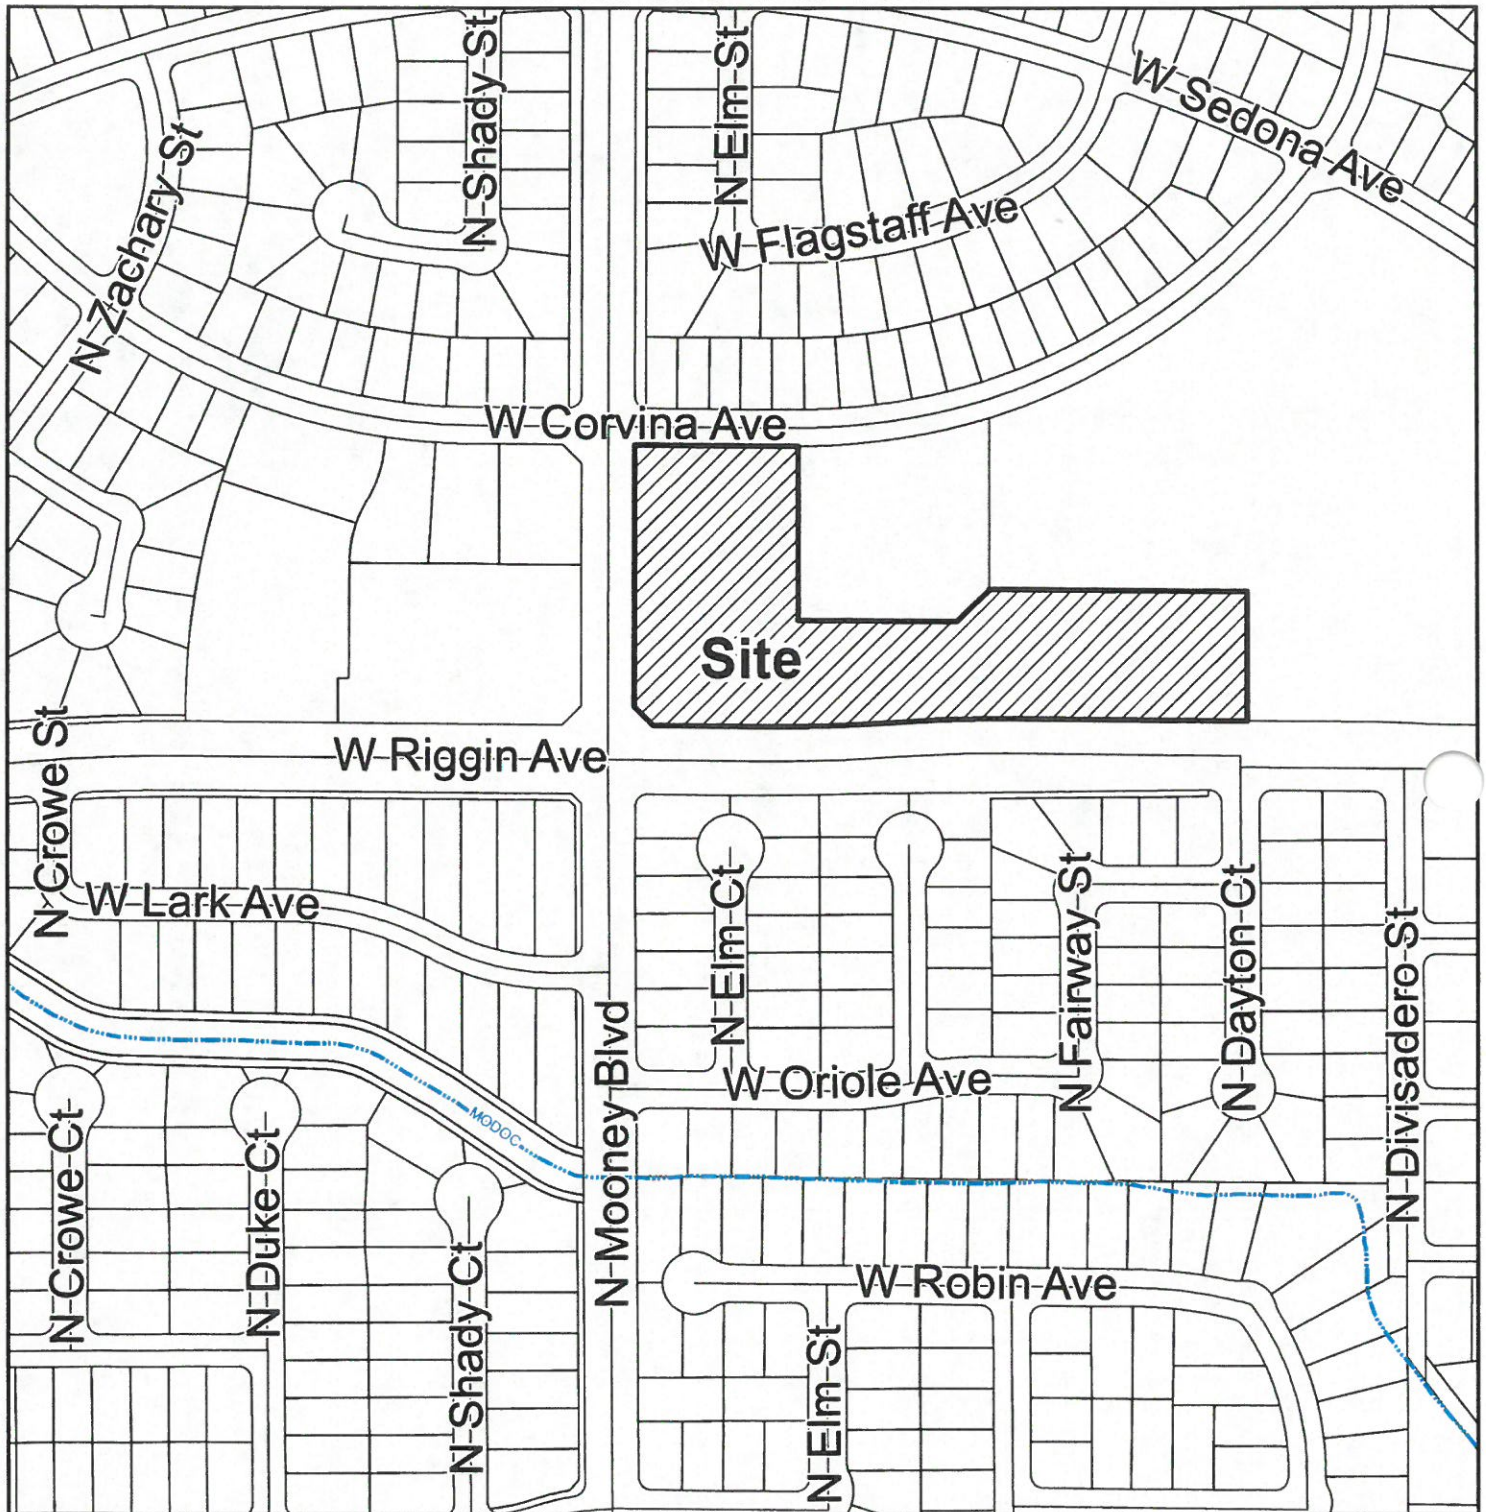 N Shady St
N Elm St
W Sedona Ave
N Zachary St
W Flagstaff Ave
W Corvina Ave
Site
N Crowe St
W Riggin Ave
W Lark Ave
N Elm Ct
N Fairway St
N Dayton Ct
N Divisadero St
W Oriole Ave
N Mooney Blvd
MODOC
N Crowe Ct
N Duke Ct
N Shady Ct
W Robin Ave
N Elm St